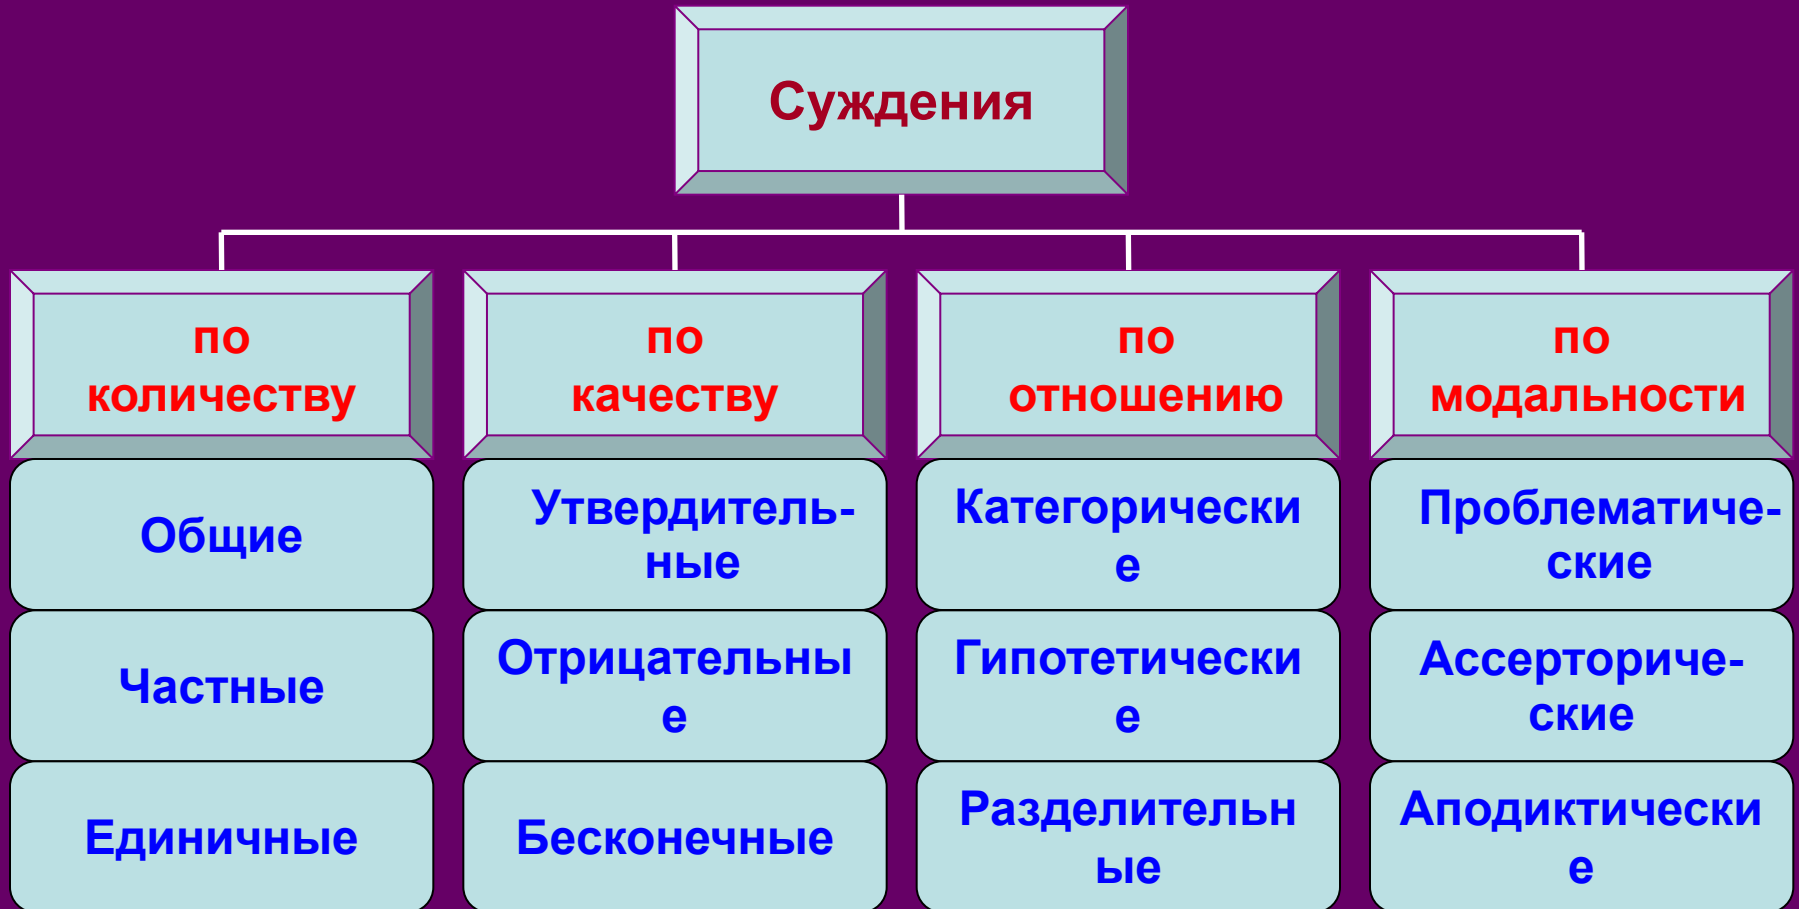 Суждения
по
количеству
по
качеству
по
отношению
по
модальности
Общие
Утвердитель-
ные
Категорически
е
Проблематиче-
ские
Частные
Отрицательны
е
Гипотетически
е
Ассерториче-
ские
Единичные
Бесконечные
Разделительн
ые
Аподиктически
е